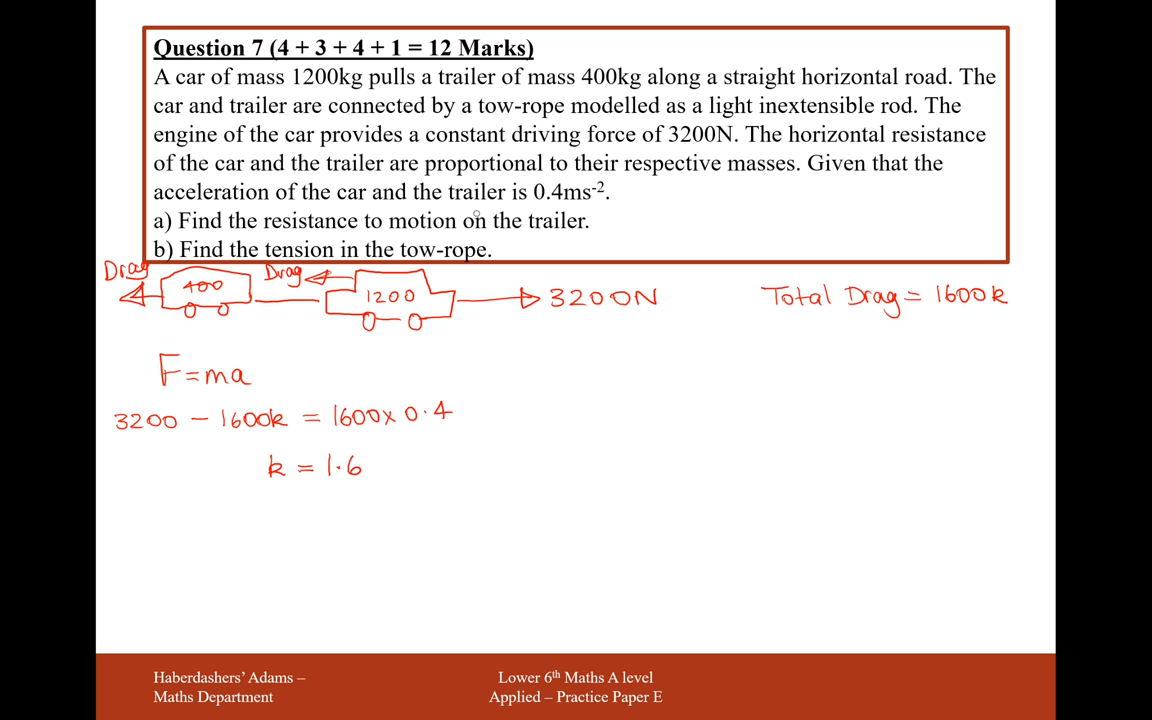 Question 7 (4 + 3 + 4 + 1 = 12 Marks)
A car of mass 1200kg pulls a trailer of mass 400kg along a straight horizontal road. The
car and trailer are connected by a tow-rope modelled as a light inextensible rod. The
engine of the car provides a constant driving force of 3200N. The horizontal resistance
of the car and the trailer are proportional to their respective masses. Given that the
acceleration of the car and the trailer is 0.4ms⁻².
a) Find the resistance to motion on the trailer.
b) Find the tension in the tow-rope.
Drag
400
Drag
1200
3200N
Total Drag = 1600k
F = ma
3200 - 1600k = 1600 x 0.4
k = 1.6
Haberdashers' Adams –
Maths Department
Lower 6th Maths A level
Applied – Practice Paper E